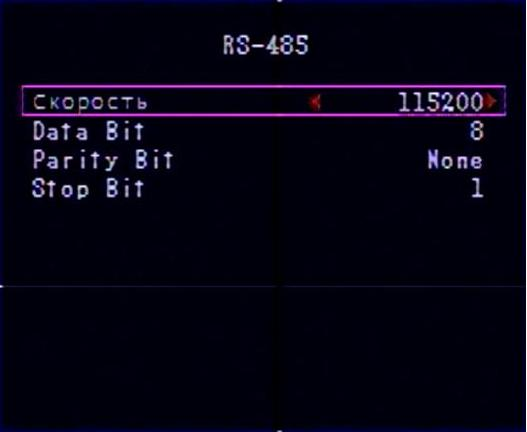 RS-485
Скорость 115200
Data Bit 8
Parity Bit None
Stop Bit 1